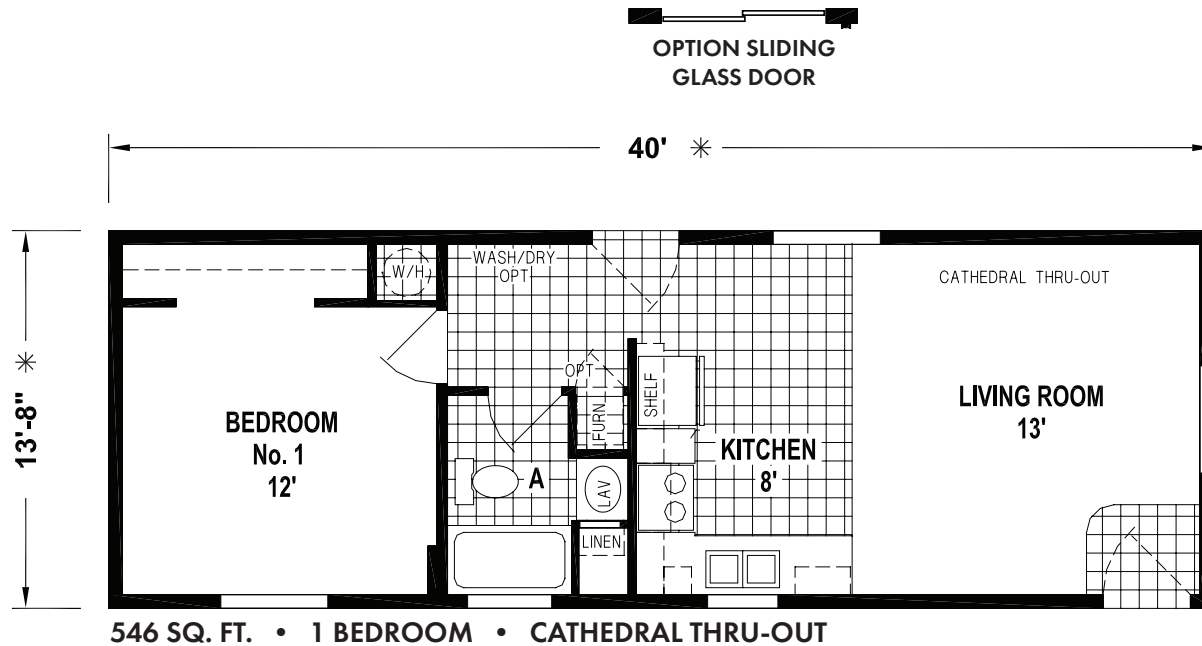 OPTION SLIDING
GLASS DOOR
40' ✳
13'-8" ✳
W/H
WASH/DRY
OPT
CATHEDRAL THRU-OUT
OPT
SHELF
FURN
BEDROOM
No. 1
12'
LIVING ROOM
13'
KITCHEN
8'
A
LAV
LINEN
546 SQ. FT. • 1 BEDROOM • CATHEDRAL THRU-OUT